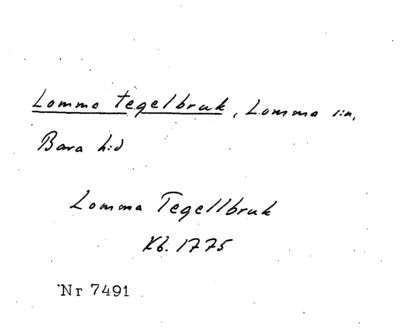 Lomma tegelbruk, Lomma sn,
Bara hd
Lomma Tegellbruk
Kb. 1775
Nr 7491